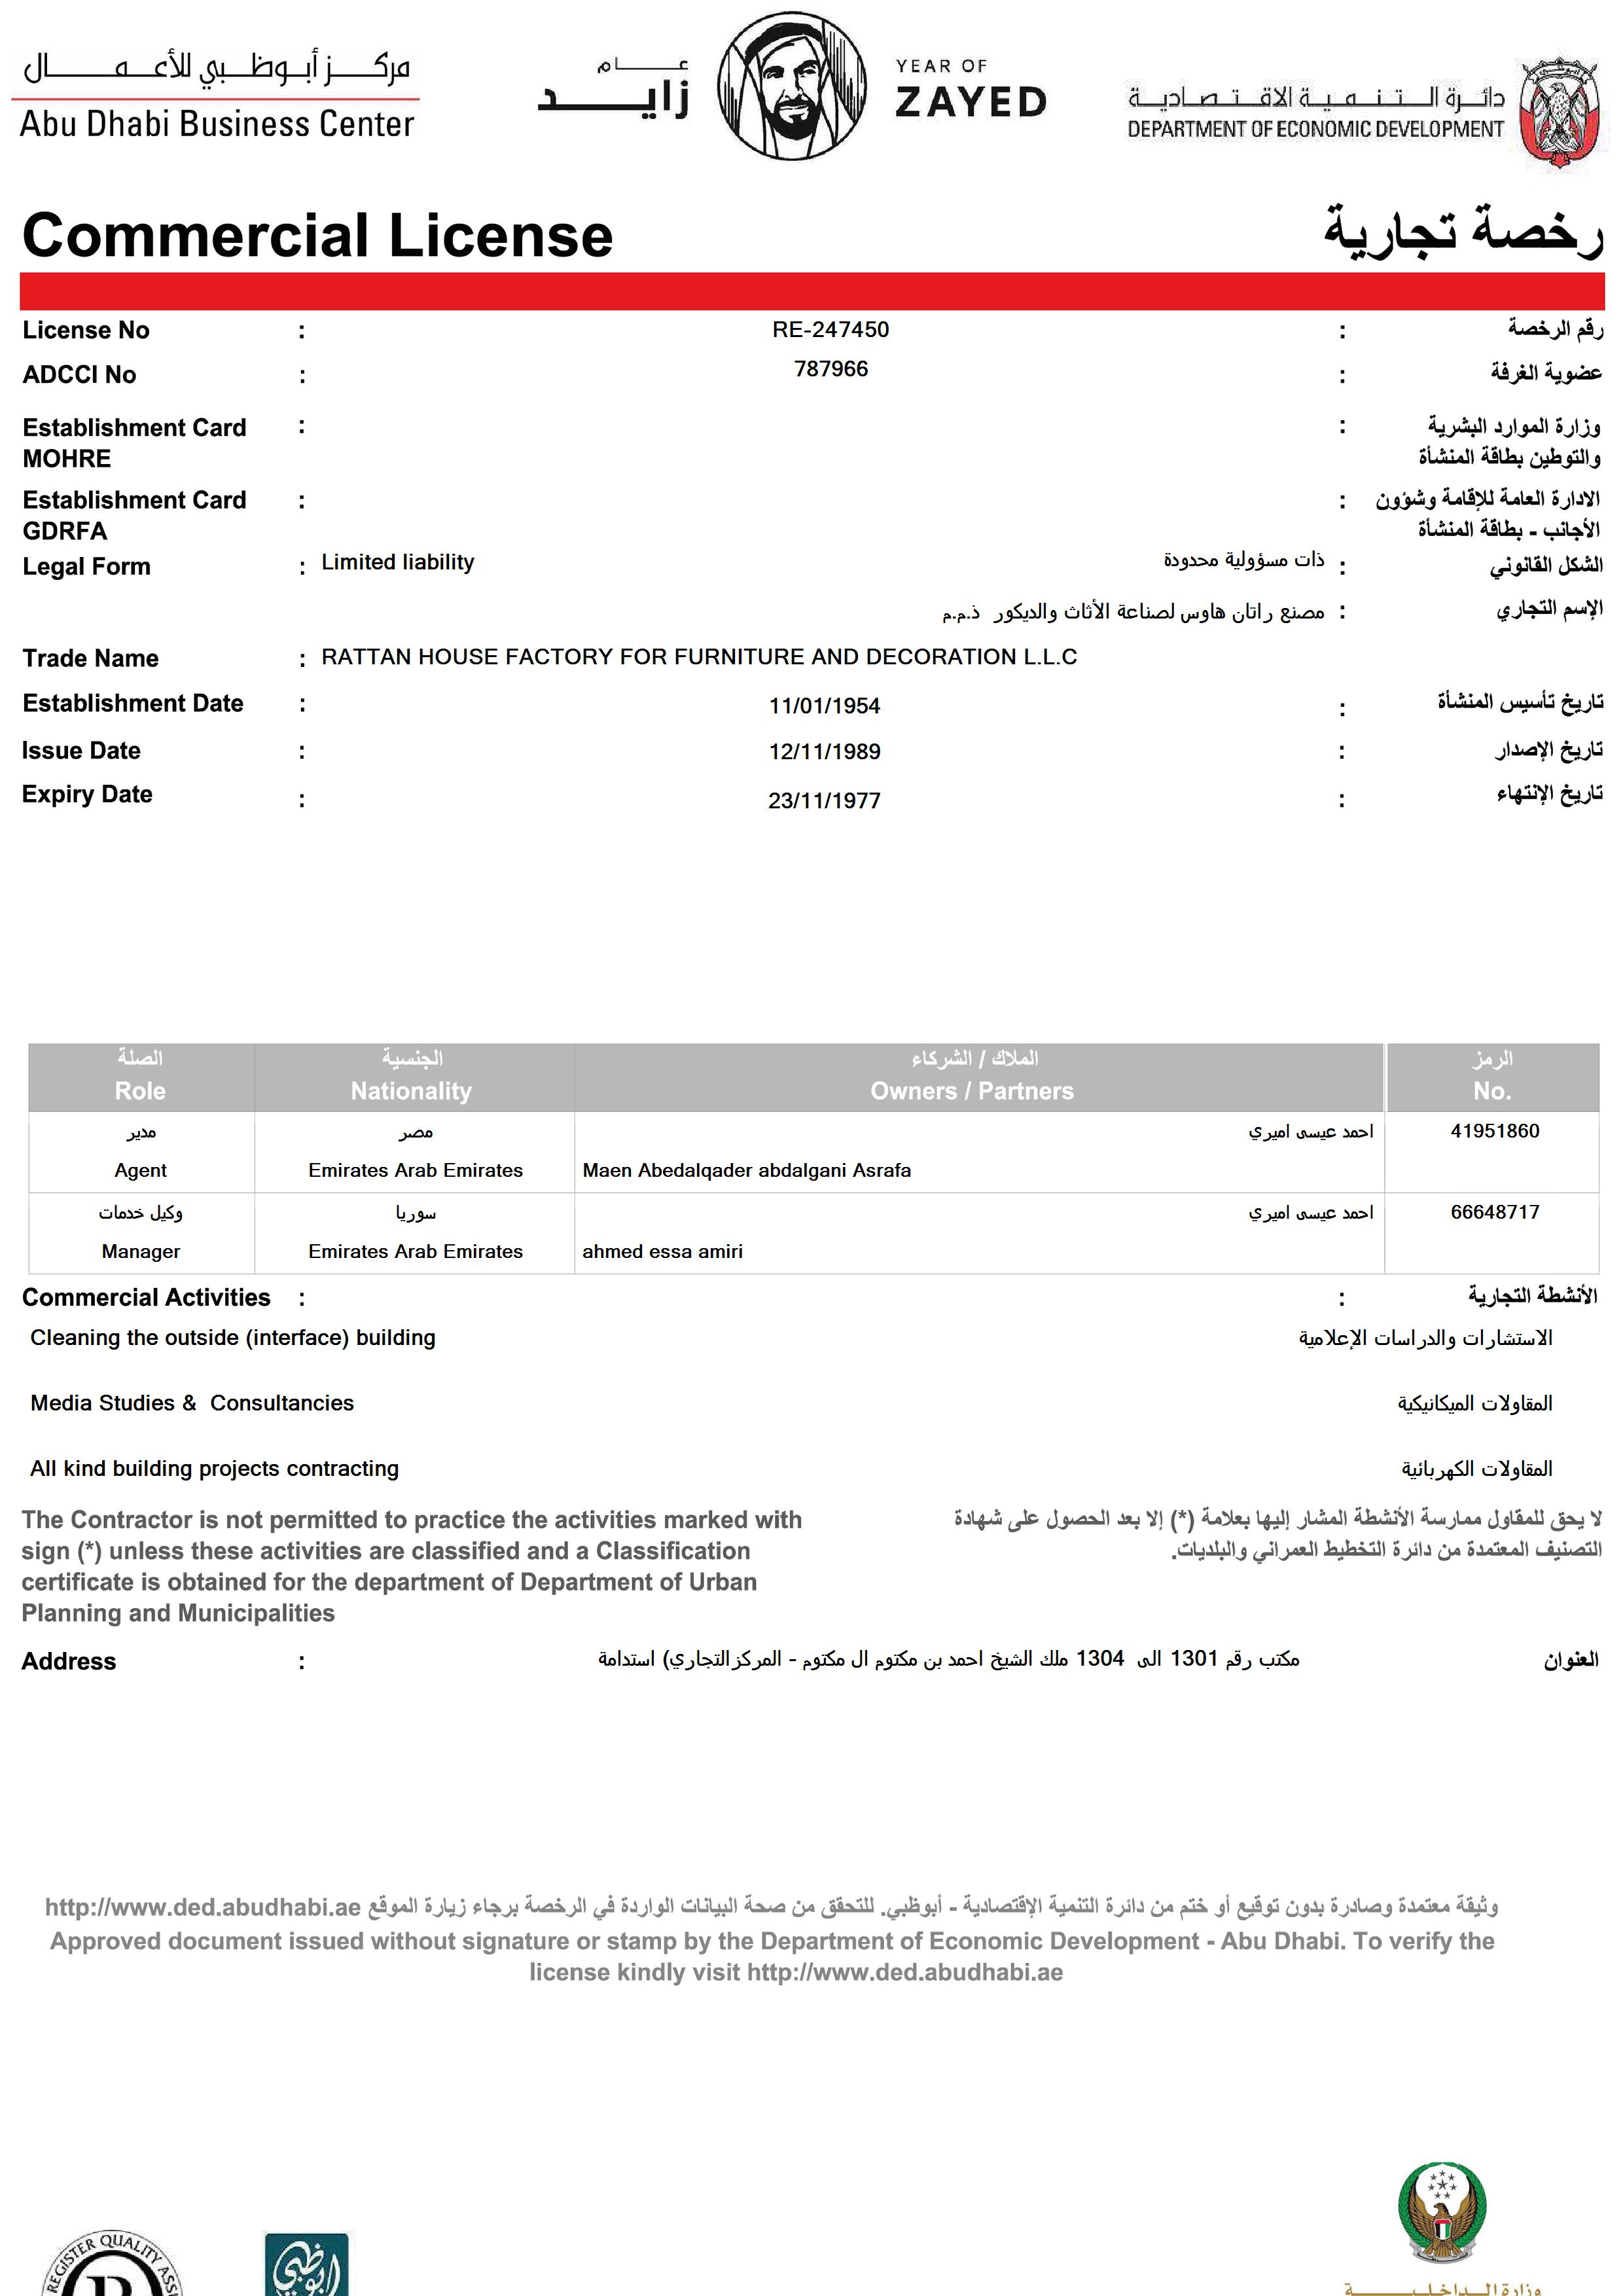 مركز أبوظبي للأعمال
Abu Dhabi Business Center
عام
زايد
YEAR OF
ZAYED
دائرة التنمية الاقتصادية
DEPARTMENT OF ECONOMIC DEVELOPMENT
Commercial License رخصة تجارية
License No : RE-247450 : رقم الرخصة
ADCCI No : 787966 : عضوية الغرفة
Establishment Card : : وزارة الموارد البشرية
MOHRE والتوطين بطاقة المنشأة
Establishment Card : : الادارة العامة للإقامة وشؤون
GDRFA الأجانب - بطاقة المنشأة
Legal Form : Limited liability ذات مسؤولية محدودة : الشكل القانوني
مصنع راتان هاوس لصناعة الأثاث والديكور ذ.م.م : الإسم التجاري
Trade Name : RATTAN HOUSE FACTORY FOR FURNITURE AND DECORATION L.L.C
Establishment Date : 11/01/1954 : تاريخ تأسيس المنشأة
Issue Date : 12/11/1989 : تاريخ الإصدار
Expiry Date : 23/11/1977 : تاريخ الإنتهاء
الصلة الجنسية الملاك / الشركاء الرمز
Role Nationality Owners / Partners No.
مدير مصر احمد عيسى اميري 41951860
Agent Emirates Arab Emirates Maen Abedalqader abdalgani Asrafa
وكيل خدمات سوريا احمد عيسى اميري 66648717
Manager Emirates Arab Emirates ahmed essa amiri
Commercial Activities : : الأنشطة التجارية
Cleaning the outside (interface) building الاستشارات والدراسات الإعلامية
Media Studies & Consultancies المقاولات الميكانيكية
All kind building projects contracting المقاولات الكهربائية
The Contractor is not permitted to practice the activities marked with
sign (*) unless these activities are classified and a Classification
certificate is obtained for the department of Department of Urban
Planning and Municipalities
لا يحق للمقاول ممارسة الأنشطة المشار إليها بعلامة (*) إلا بعد الحصول على شهادة
التصنيف المعتمدة من دائرة التخطيط العمراني والبلديات.
Address : مكتب رقم 1301 الى 1304 ملك الشيخ احمد بن مكتوم ال مكتوم - المركزالتجاري) استدامة العنوان
وثيقة معتمدة وصادرة بدون توقيع أو ختم من دائرة التنمية الإقتصادية - أبوظبي. للتحقق من صحة البيانات الواردة في الرخصة برجاء زيارة الموقع http://www.ded.abudhabi.ae
Approved document issued without signature or stamp by the Department of Economic Development - Abu Dhabi. To verify the
license kindly visit http://www.ded.abudhabi.ae
REGISTER QUALITY
أبوظبي
وزارة الداخلية